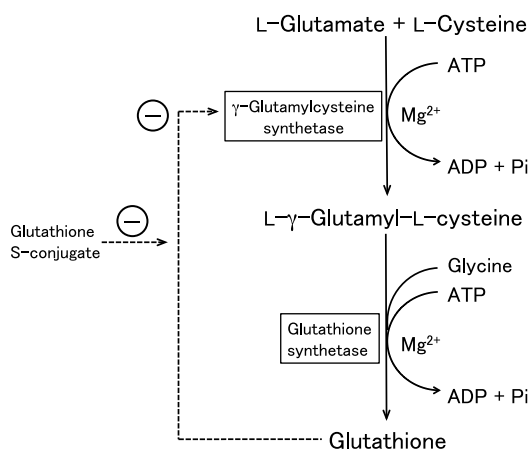 L-Glutamate + L-Cysteine
ATP
γ-Glutamylcysteine
synthetase
Mg²⁺
ADP + Pi
L-γ-Glutamyl-L-cysteine
Glutathione
S-conjugate
Glycine
ATP
Glutathione
synthetase
Mg²⁺
ADP + Pi
Glutathione